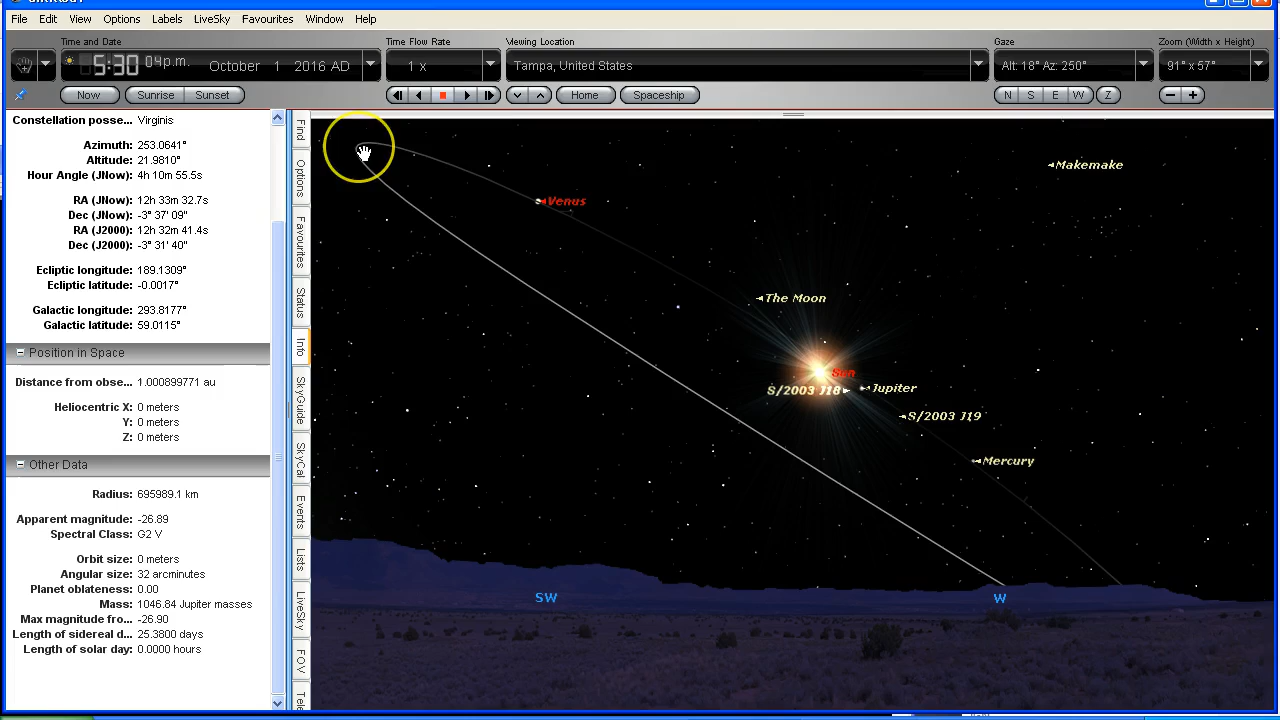 File Edit View Options Labels LiveSky Favourites Window Help
Time and Date Time Flow Rate Viewing Location Gaze Zoom (Width x Height)
5:30 04p.m. October 1 2016 AD 1 x Tampa, United States Alt: 18° Az: 250° 91° x 57°
Now Sunrise Sunset Home Spaceship N S E W Z
Constellation posse... Virginis
Azimuth: 253.0641°
Altitude: 21.9810°
Hour Angle (JNow): 4h 10m 55.5s
RA (JNow): 12h 33m 32.7s
Dec (JNow): -3° 37' 09"
RA (J2000): 12h 32m 41.4s
Dec (J2000): -3° 31' 40"
Ecliptic longitude: 189.1309°
Ecliptic latitude: -0.0017°
Galactic longitude: 293.8177°
Galactic latitude: 59.0115°
Position in Space
Distance from obse... 1.000899771 au
Heliocentric X: 0 meters
Y: 0 meters
Z: 0 meters
Other Data
Radius: 695989.1 km
Apparent magnitude: -26.89
Spectral Class: G2 V
Orbit size: 0 meters
Angular size: 32 arcminutes
Planet oblateness: 0.00
Mass: 1046.84 Jupiter masses
Max magnitude fro... -26.90
Length of sidereal d... 25.3800 days
Length of solar day: 0.0000 hours
Find
Options
Favourites
Status
Info
SkyGuide
SkyCal
Events
Lists
LiveSky
FOV
Tele
Makemake
Venus
The Moon
Sun
S/2003 J18
Jupiter
S/2003 J19
Mercury
SW
W